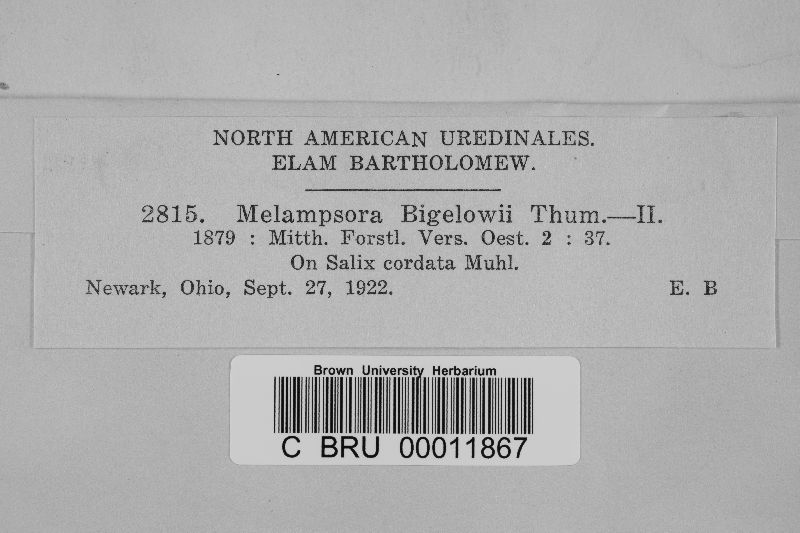 NORTH AMERICAN UREDINALES.
ELAM BARTHOLOMEW.
2815. Melampsora Bigelowii Thum.—II.
1879 : Mitth. Forstl. Vers. Oest. 2 : 37.
On Salix cordata Muhl.
Newark, Ohio, Sept. 27, 1922. E. B
Brown University Herbarium
C BRU 00011867